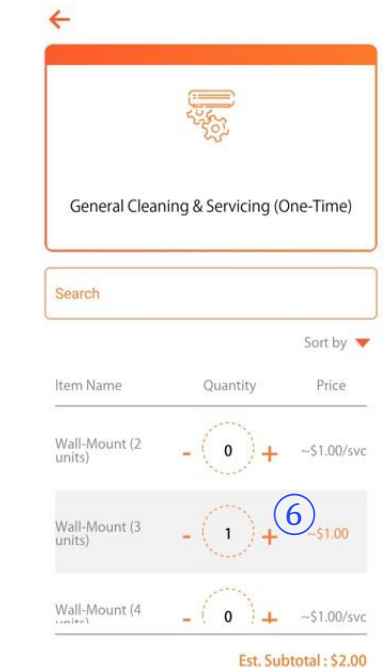 General Cleaning & Servicing (One-Time)
Search
Sort by
Item Name Quantity Price
Wall-Mount (2
units)
- 0 + ~$1.00/svc
Wall-Mount (3
units)
- 1 + ~$1.00
6
Wall-Mount (4
units)
- 0 + ~$1.00/svc
Est. Subtotal : $2.00